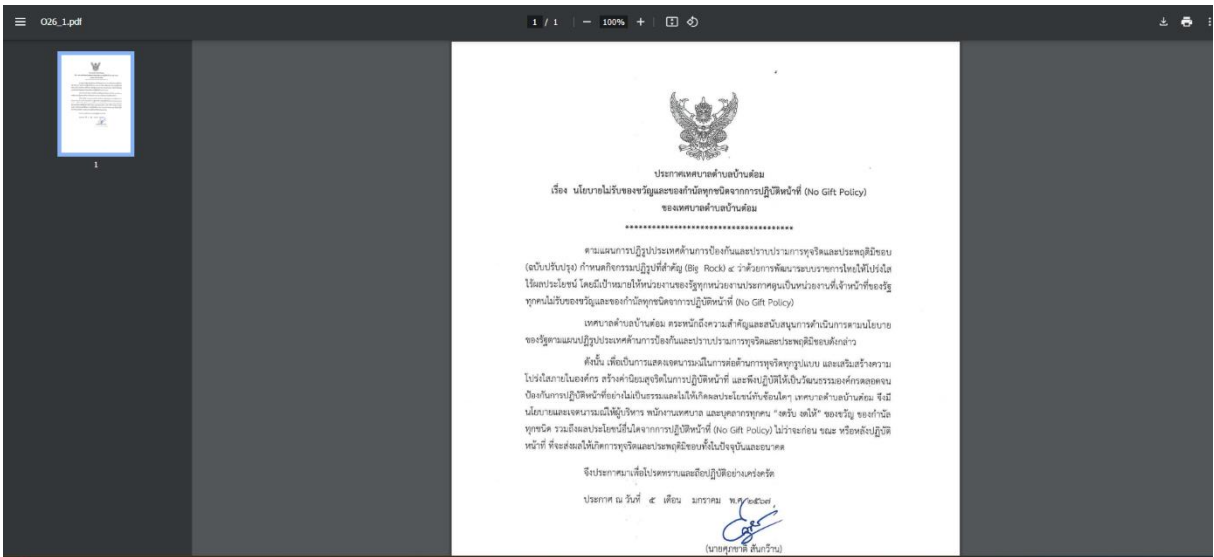 O26_1.pdf
1 / 1
100%
1
ประกาศเทศบาลตำบลบ้านต๋อม
เรื่อง นโยบายไม่รับของขวัญและของกำนัลทุกชนิดจากการปฏิบัติหน้าที่ (No Gift Policy)
ของเทศบาลตำบลบ้านต๋อม
***************************************
ตามแผนการปฏิรูปประเทศด้านการป้องกันและปราบปรามการทุจริตและประพฤติมิชอบ
(ฉบับปรับปรุง) กำหนดกิจกรรมปฏิรูปที่สำคัญ (Big Rock) ๔ ว่าด้วยการพัฒนาระบบราชการไทยให้โปร่งใส
ไร้ผลประโยชน์ โดยมีเป้าหมายให้หน่วยงานของรัฐทุกหน่วยงานประกาศตนเป็นหน่วยงานที่เจ้าหน้าที่ของรัฐ
ทุกคนไม่รับของขวัญและของกำนัลทุกชนิดจากการปฏิบัติหน้าที่ (No Gift Policy)
เทศบาลตำบลบ้านต๋อม ตระหนักถึงความสำคัญและสนับสนุนการดำเนินการตามนโยบาย
ของรัฐตามแผนปฏิรูปประเทศด้านการป้องกันและปราบปรามการทุจริตและประพฤติมิชอบดังกล่าว
ดังนั้น เพื่อเป็นการแสดงเจตนารมณ์ในการต่อต้านการทุจริตทุกรูปแบบ และเสริมสร้างความ
โปร่งใสภายในองค์กร สร้างค่านิยมสุจริตในการปฏิบัติหน้าที่ และพึงปฏิบัติให้เป็นวัฒนธรรมองค์กรตลอดจน
ป้องกันการปฏิบัติหน้าที่อย่างไม่เป็นธรรมและไม่ให้เกิดผลประโยชน์ทับซ้อนใดๆ เทศบาลตำบลบ้านต๋อม จึงมี
นโยบายและเจตนารมณ์ให้ผู้บริหาร พนักงานเทศบาล และบุคลากรทุกคน "งดรับ งดให้" ของขวัญ ของกำนัล
ทุกชนิด รวมถึงผลประโยชน์อื่นใดจากการปฏิบัติหน้าที่ (No Gift Policy) ไม่ว่าจะก่อน ขณะ หรือหลังปฏิบัติ
หน้าที่ ที่จะส่งผลให้เกิดการทุจริตและประพฤติมิชอบทั้งในปัจจุบันและอนาคต
จึงประกาศมาเพื่อโปรดทราบและถือปฏิบัติอย่างเคร่งครัด
ประกาศ ณ วันที่ ๕ เดือน มกราคม พ.ศ. ๒๕๖๗
(นายศุภชาติ สันกว๊าน)